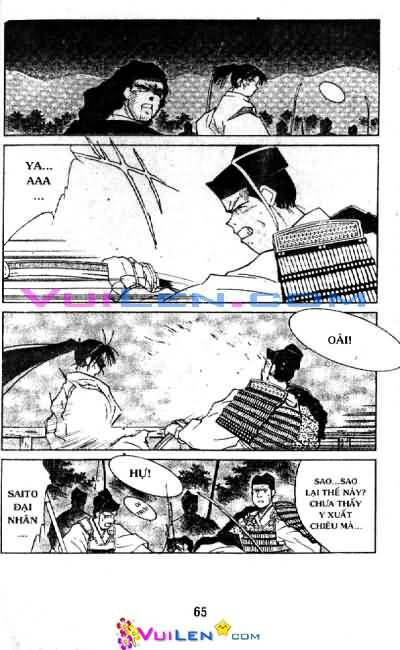 YA...
AAA
...
VuiLen.com
OẢI!
HỰ!
SAITO
ĐẠI
NHÂN
...
SAO...SAO
LẠI THẾ NÀY?
CHƯA THẤY
Y XUẤT
CHIÊU MÀ...
65
VuiLen.com